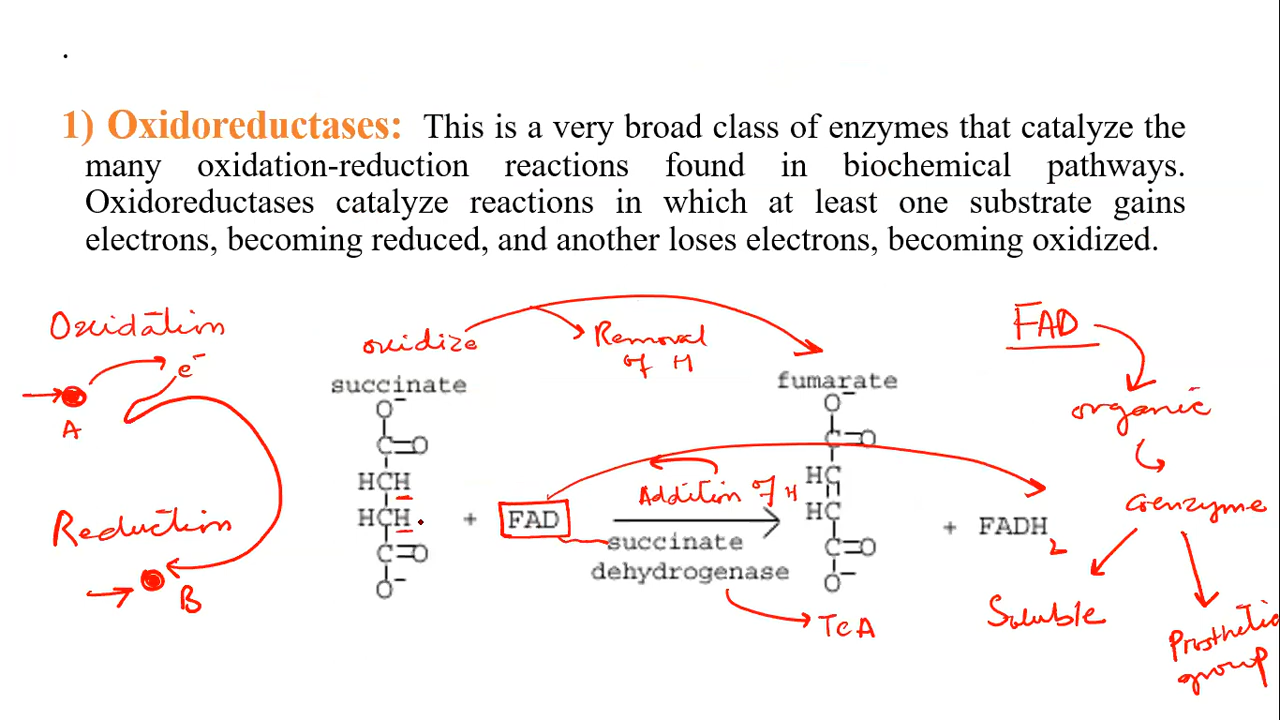 .
1) Oxidoreductases: This is a very broad class of enzymes that catalyze the
many oxidation-reduction reactions found in biochemical pathways.
Oxidoreductases catalyze reactions in which at least one substrate gains
electrons, becoming reduced, and another loses electrons, becoming oxidized.
Oxidation
e-
A
Reduction
B
oxidize
Removal
of H
succinate
O-
C=O
HCH
HCH
C=O
O-
+ FAD
Addition of H
succinate
dehydrogenase
TCA
fumarate
O-
C=O
HC
HC
C=O
O-
+ FADH2
FAD
organic
Coenzyme
Soluble
Prosthetic
group